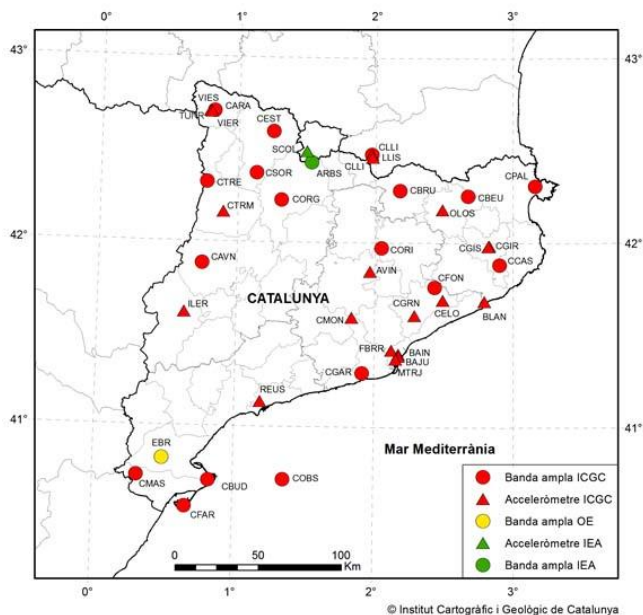 0° 1° 2° 3°
43° 43°
VIES
CARA
TUNR
VIER
CEST
SCOL
CLLI
CLLI
LLIS
ARBS
CSOR
CPAL
CTRE
CBRU
CBEU
CORG
CTRM
OLOS
42° 42°
CORI
CGIS
CGIR
CAVN
CCAS
AVIN
CFON
CATALUNYA
ILER
CMON
CGRN
CELO
BLAN
FBRR
BAIN
BAJU
CGAR
MTRJ
REUS
41° 41°
EBR
Mar Mediterrània
CMAS
CBUD
COBS
CFAR
Banda ampla ICGC
Acceleròmetre ICGC
Banda ampla OE
Acceleròmetre IEA
Banda ampla IEA
0 50 100
Km
0° 1° 2° 3°
© Institut Cartogràfic i Geològic de Catalunya